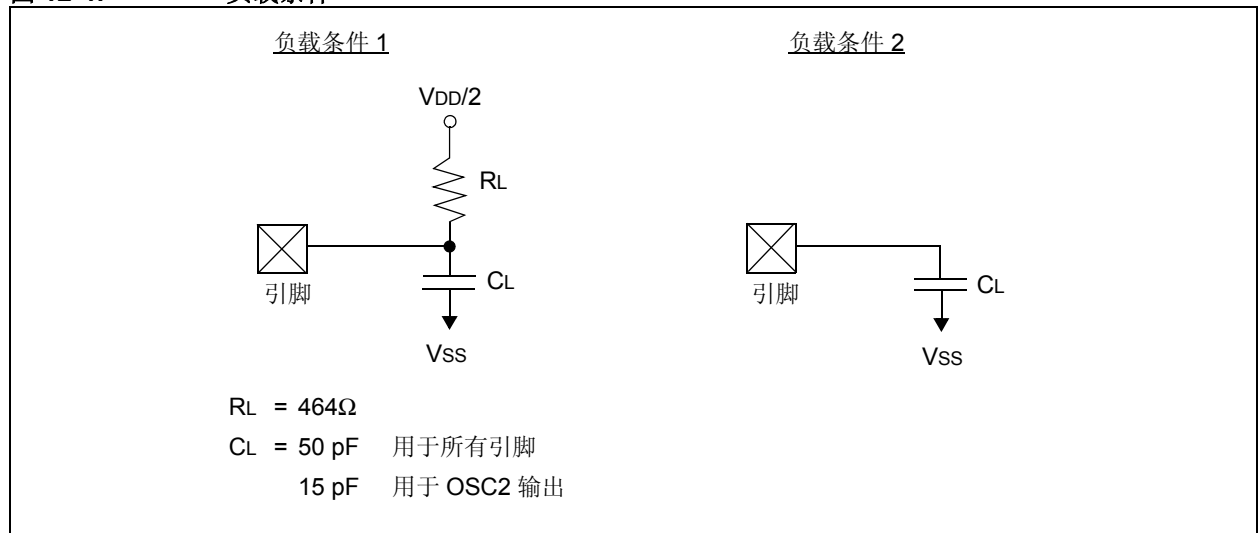 负载条件 1
负载条件 2
VDD/2
RL
引脚
CL
VSS
引脚
CL
VSS
RL = 464Ω
CL = 50 pF 用于所有引脚
15 pF 用于 OSC2 输出